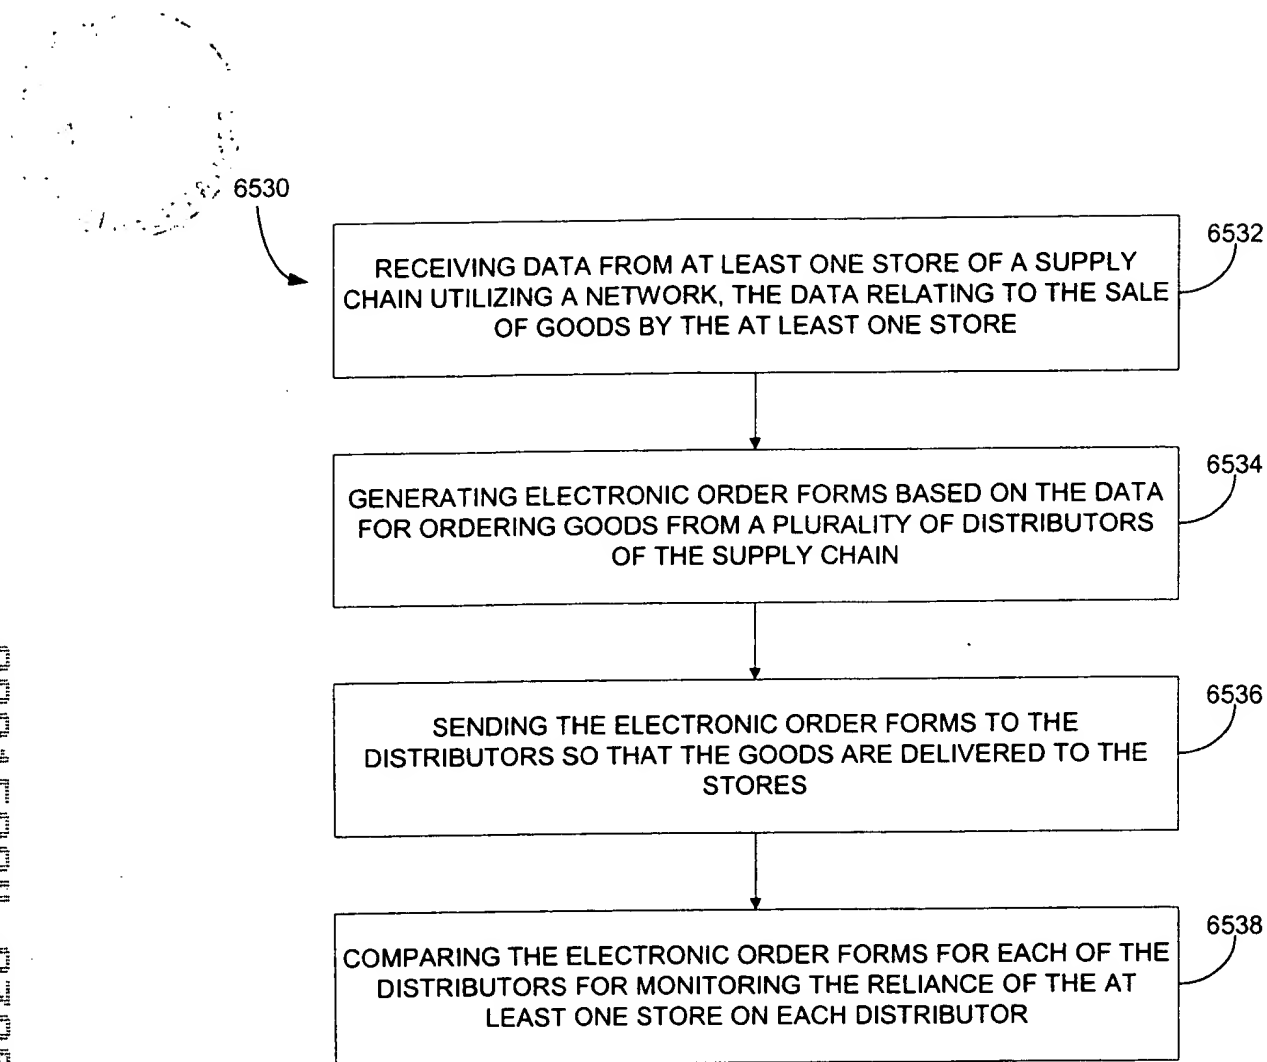 6530
6532
RECEIVING DATA FROM AT LEAST ONE STORE OF A SUPPLY
CHAIN UTILIZING A NETWORK, THE DATA RELATING TO THE SALE
OF GOODS BY THE AT LEAST ONE STORE
6534
GENERATING ELECTRONIC ORDER FORMS BASED ON THE DATA
FOR ORDERING GOODS FROM A PLURALITY OF DISTRIBUTORS
OF THE SUPPLY CHAIN
6536
SENDING THE ELECTRONIC ORDER FORMS TO THE
DISTRIBUTORS SO THAT THE GOODS ARE DELIVERED TO THE
STORES
6538
COMPARING THE ELECTRONIC ORDER FORMS FOR EACH OF THE
DISTRIBUTORS FOR MONITORING THE RELIANCE OF THE AT
LEAST ONE STORE ON EACH DISTRIBUTOR